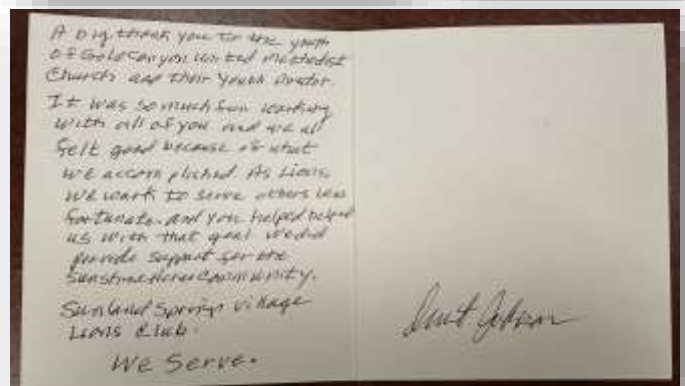 A big thank you to the youth
of Gold Canyon United Methodist
Church and their youth director.
It was so much fun working
with all of you and we all
felt good because of what
we accomplished. As Lions
we work to serve others less
fortunate and you helped
us with that goal. We did
provide support for the
community.
Sunland Springs Village
Lions Club.
We Serve.